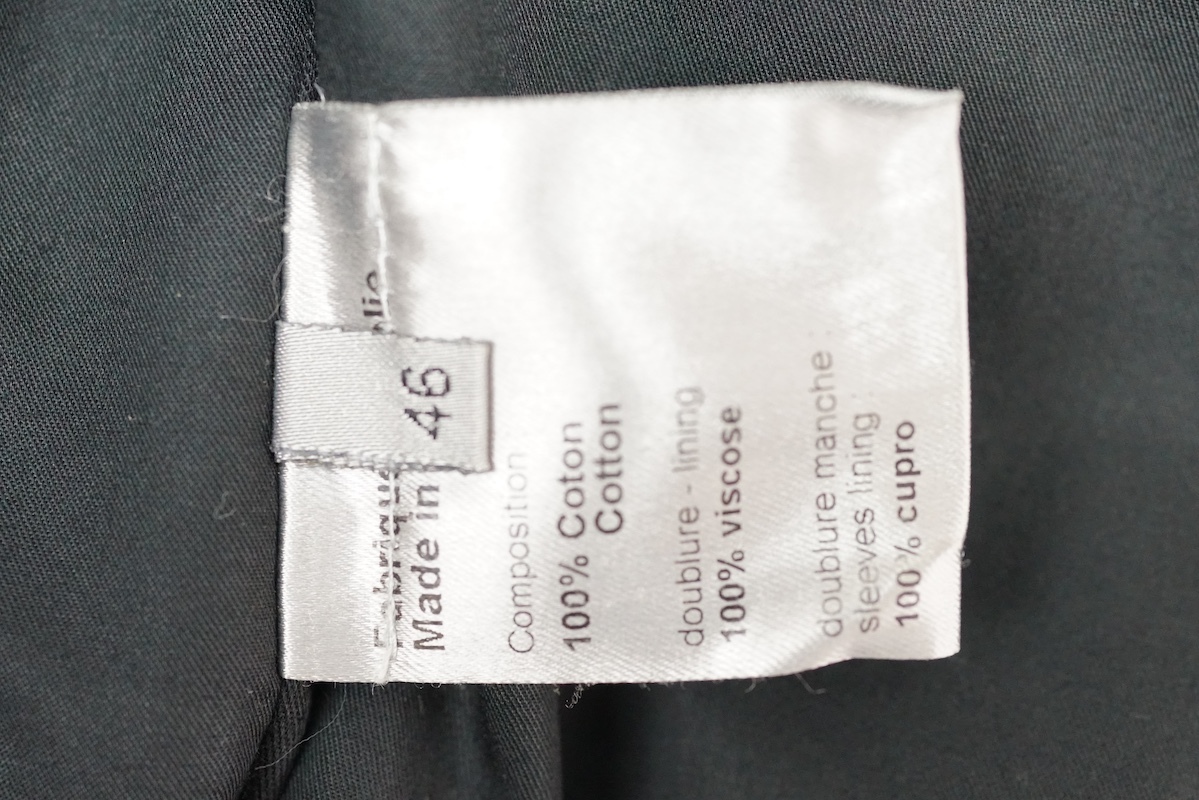 46
Made in
Composition :
100% Coton
Cotton
doublure - lining :
100% viscose
doublure manche :
sleeves lining :
100% cupro